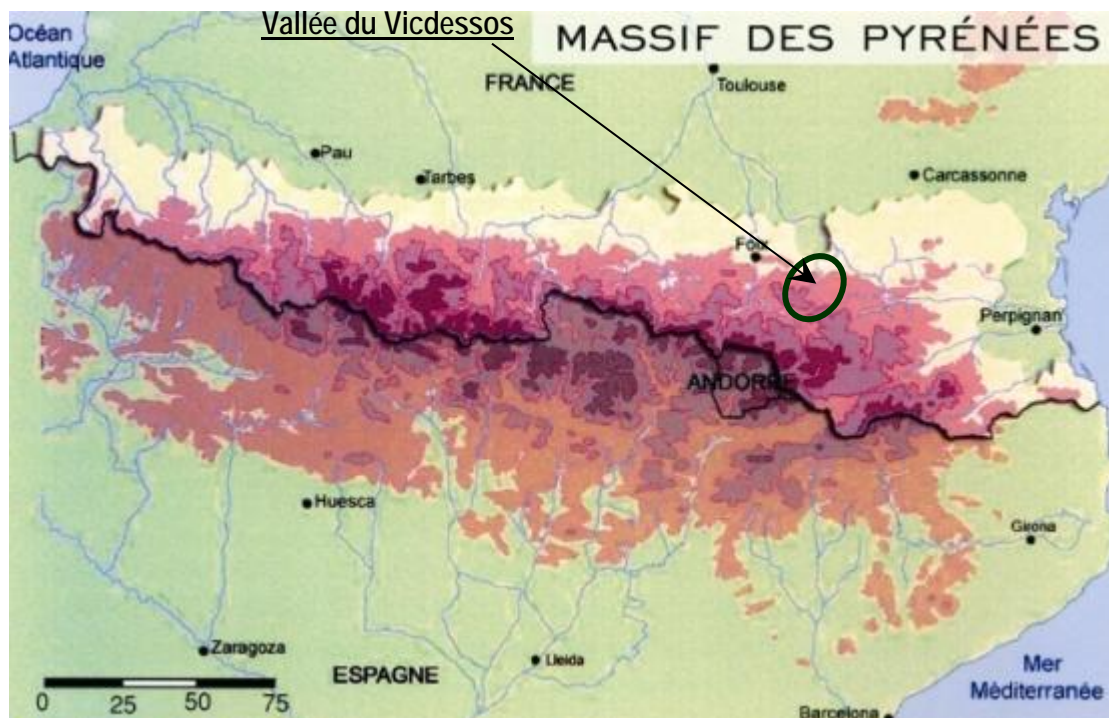 Vallée du Vicdessos
MASSIF DES PYRÉNÉES
Océan
Atlantique
FRANCE
Toulouse
Pau
Tarbes
Carcassonne
Foix
Perpignan
ANDORRE
Huesca
Girona
Zaragoza
Lleida
ESPAGNE
Mer
Méditerranée
0 25 50 75
Barcelona